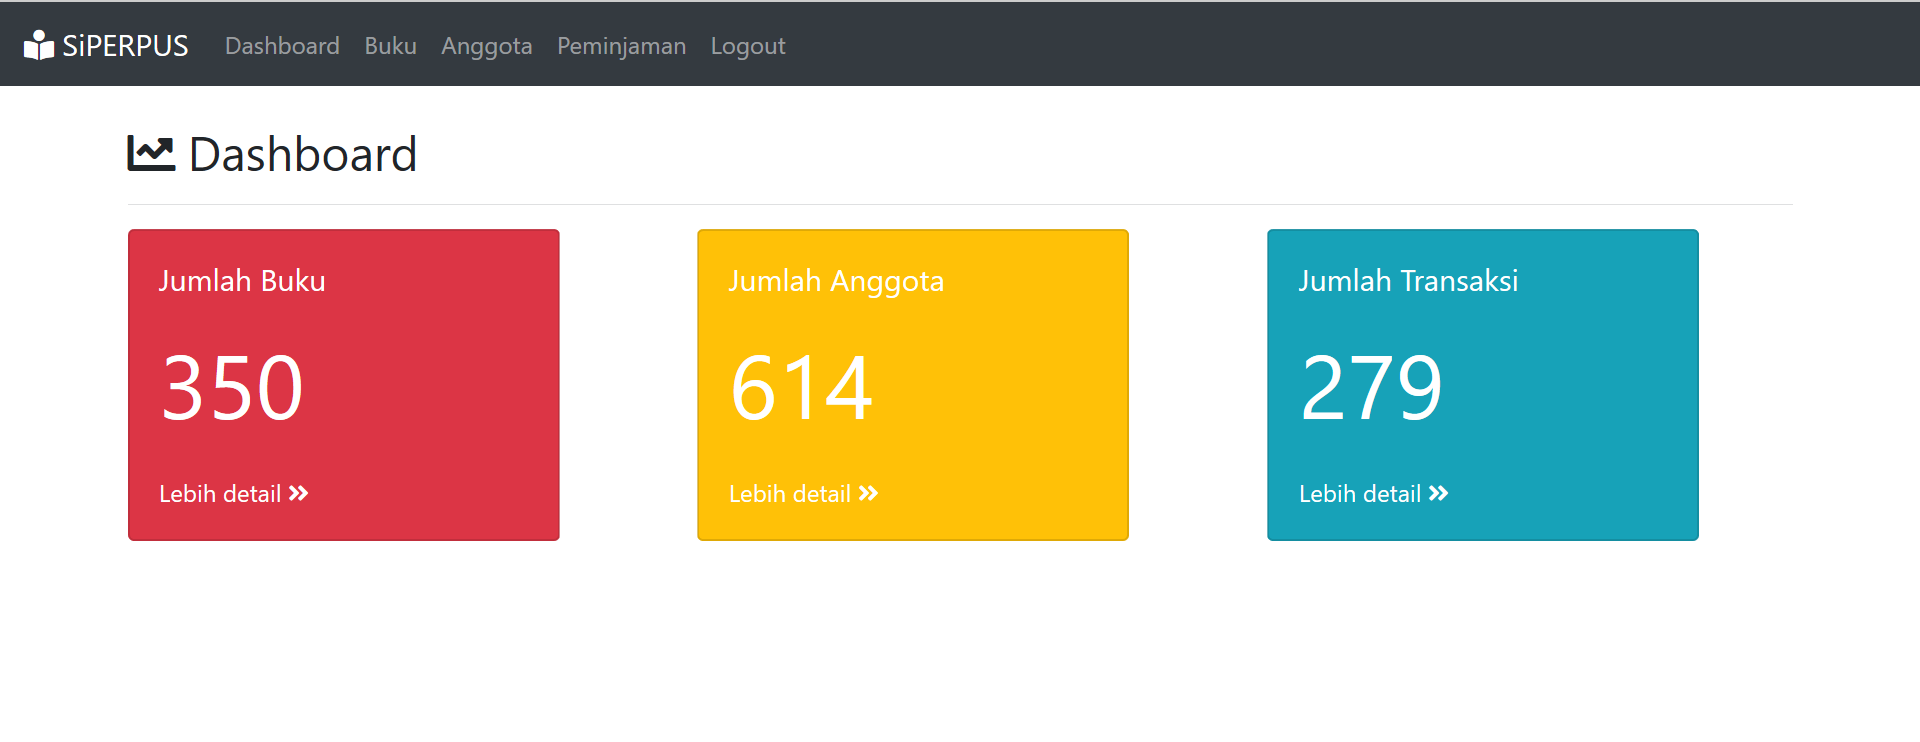 SiPERPUS Dashboard Buku Anggota Peminjaman Logout
Dashboard
Jumlah Buku
350
Lebih detail
Jumlah Anggota
614
Lebih detail
Jumlah Transaksi
279
Lebih detail